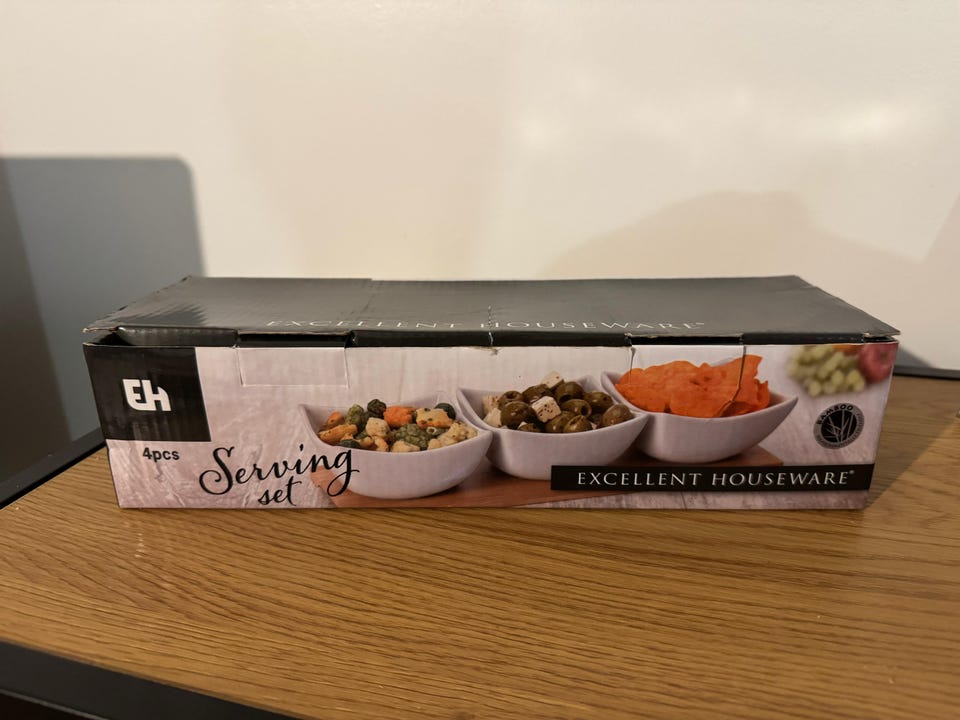 EXCELLENT HOUSEWARE
EH
4pcs
Serving
set
BAMBOO
EXCELLENT HOUSEWARE®